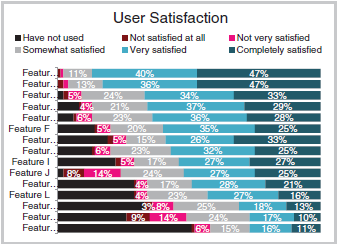 User Satisfaction
Have not used Not satisfied at all Not very satisfied
Somewhat satisfied Very satisfied Completely satisfied
Featur... 11% 40% 47%
Featur... 13% 36% 47%
Featur... 5% 24% 34% 33%
Featur... 4% 21% 37% 29%
Featur... 6% 23% 36% 28%
Feature F 5% 20% 35% 25%
Featur... 5% 15% 26% 33%
Featur... 6% 23% 32% 25%
Feature I 5% 17% 27% 27%
Feature J 8% 14% 24% 27% 25%
Featur... 4% 17% 28% 21%
Feature L 4% 23% 27% 16%
Featur... 3% 8% 25% 18% 13%
Featur... 9% 14% 24% 17% 10%
Featur... 6% 15% 16% 11%